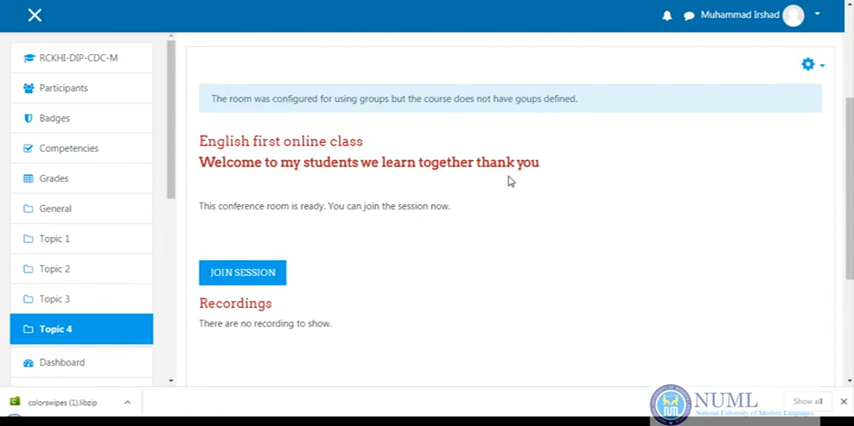 Muhammad Irshad
RCKHI-DIP-CDC-M
Participants
Badges
Competencies
Grades
General
Topic 1
Topic 2
Topic 3
Topic 4
Dashboard
The room was configured for using groups but the course does not have goups defined.
English first online class
Welcome to my students we learn together thank you
This conference room is ready. You can join the session now.
JOIN SESSION
Recordings
There are no recording to show.
colorswipes (1).libzip
Show all
NUML
National University of Modern Languages